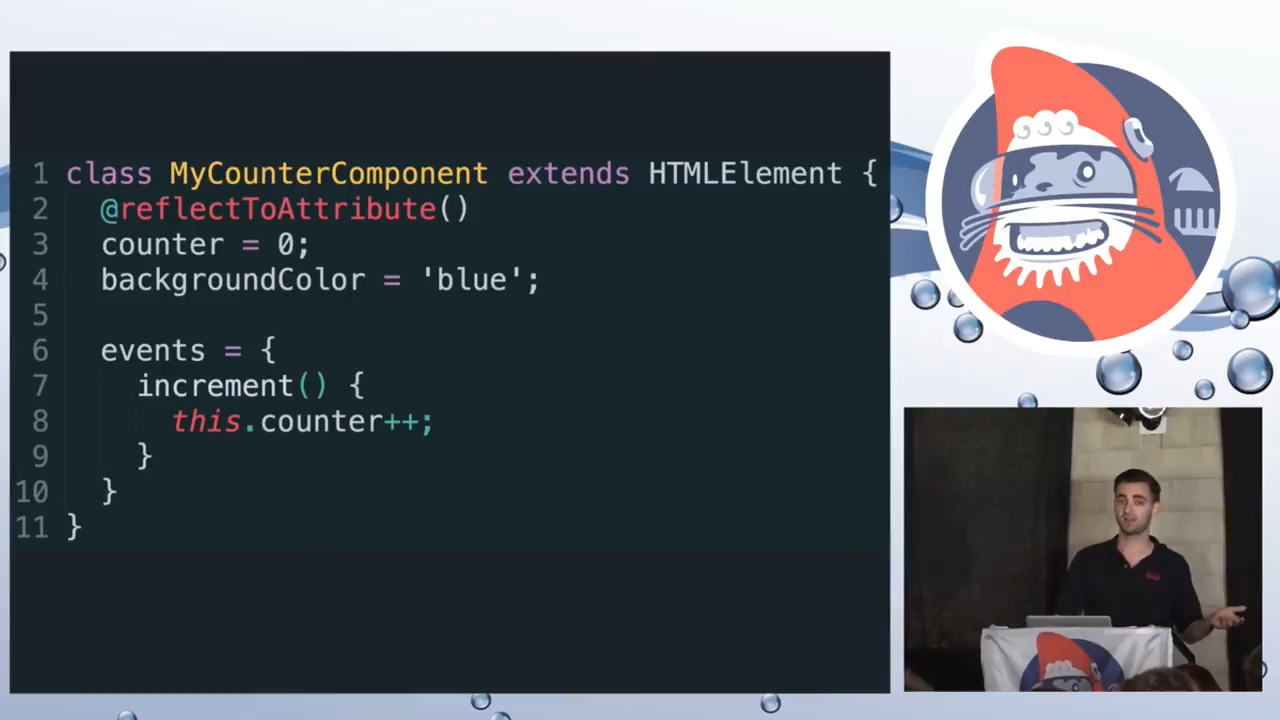 1 class MyCounterComponent extends HTMLElement {
2 @reflectToAttribute()
3 counter = 0;
4 backgroundColor = 'blue';
5
6 events = {
7 increment() {
8 this.counter++;
9 }
10 }
11 }